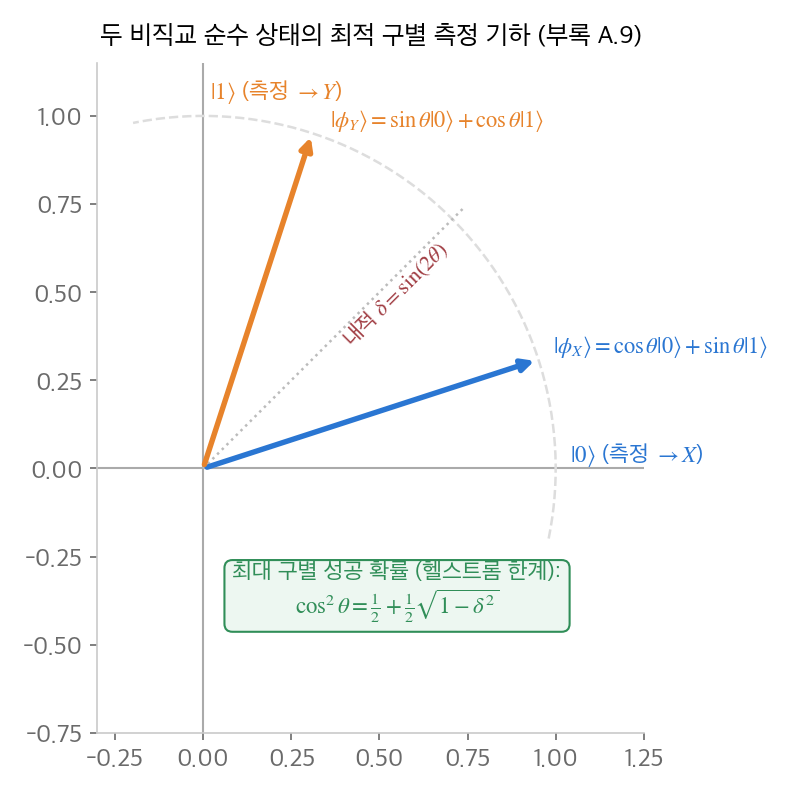 두 비직교 순수 상태의 최적 구별 측정 기하 (부록 A.9)
|1⟩ (측정 → Y)
|ϕ_Y⟩ = sin θ|0⟩ + cos θ|1⟩
내적 δ = sin(2θ)
|ϕ_X⟩ = cos θ|0⟩ + sin θ|1⟩
|0⟩ (측정 → X)
최대 구별 성공 확률 (헬스트롬 한계):
cos² θ = 1/2 + 1/2 √(1 − δ²)
1.00
0.75
0.50
0.25
0.00
-0.25
-0.50
-0.75
-0.25 0.00 0.25 0.50 0.75 1.00 1.25